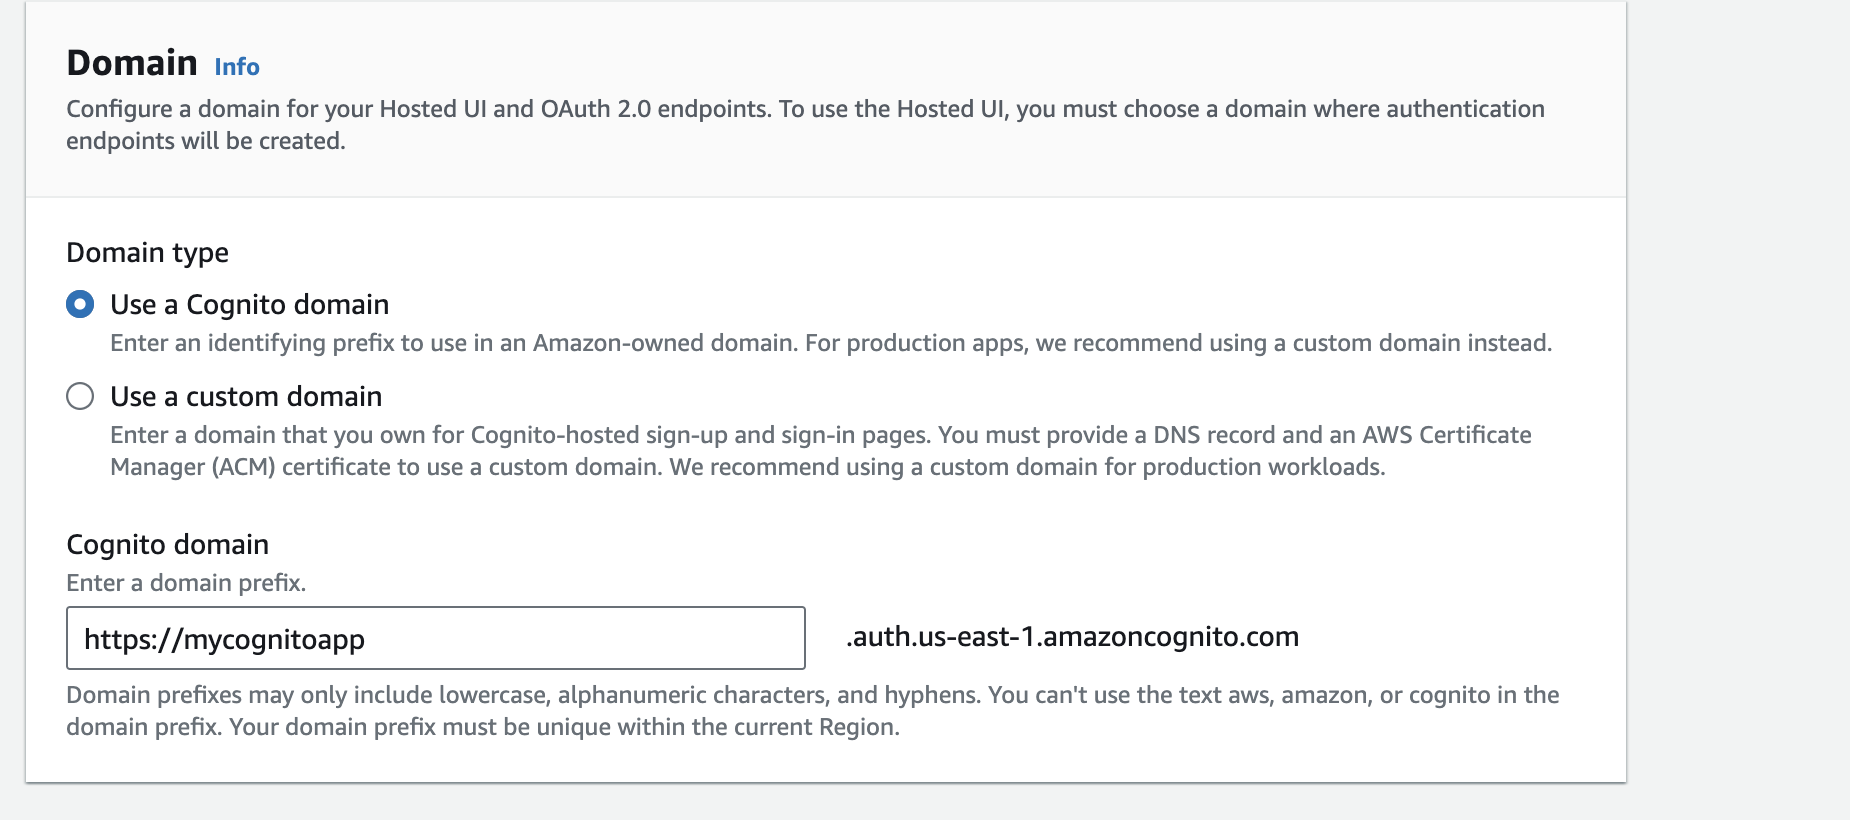 Domain Info
Configure a domain for your Hosted UI and OAuth 2.0 endpoints. To use the Hosted UI, you must choose a domain where authentication
endpoints will be created.
Domain type
Use a Cognito domain
Enter an identifying prefix to use in an Amazon-owned domain. For production apps, we recommend using a custom domain instead.
Use a custom domain
Enter a domain that you own for Cognito-hosted sign-up and sign-in pages. You must provide a DNS record and an AWS Certificate
Manager (ACM) certificate to use a custom domain. We recommend using a custom domain for production workloads.
Cognito domain
Enter a domain prefix.
https://mycognitoapp .auth.us-east-1.amazoncognito.com
Domain prefixes may only include lowercase, alphanumeric characters, and hyphens. You can't use the text aws, amazon, or cognito in the
domain prefix. Your domain prefix must be unique within the current Region.